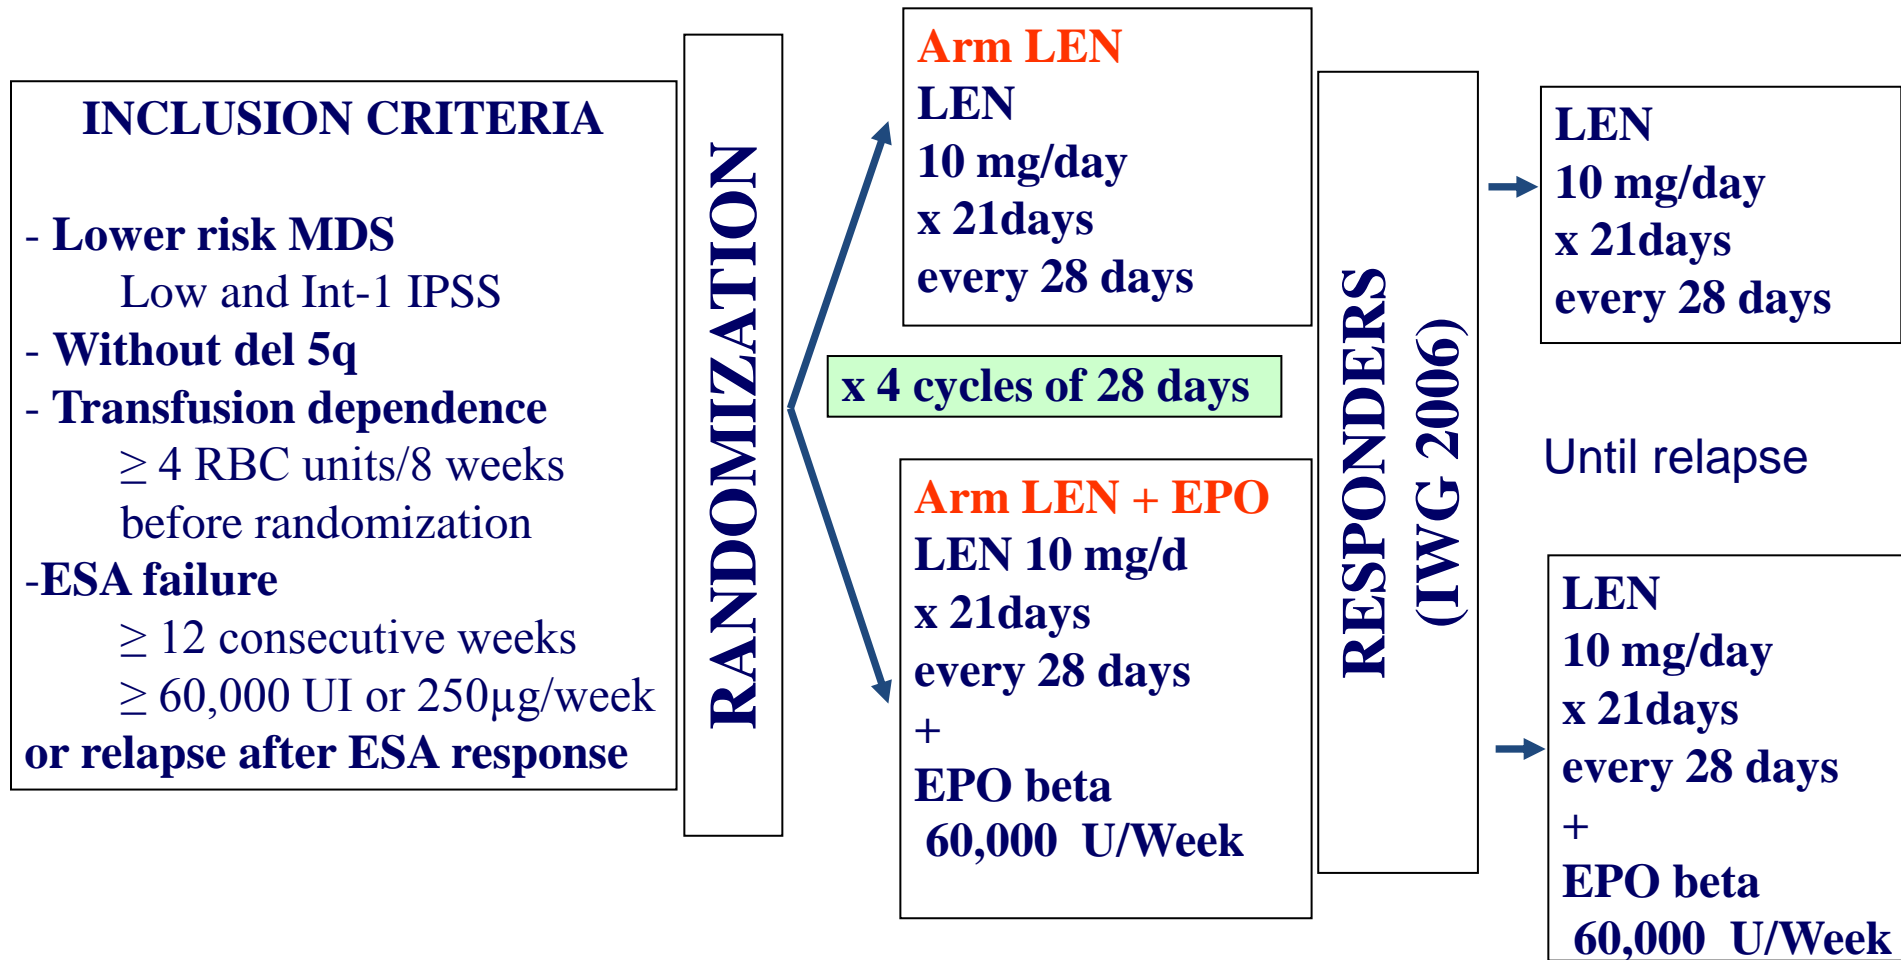 INCLUSION CRITERIA
- Lower risk MDS
Low and Int-1 IPSS
- Without del 5q
- Transfusion dependence
≥ 4 RBC units/8 weeks
before randomization
-ESA failure
≥ 12 consecutive weeks
≥ 60,000 UI or 250µg/week
or relapse after ESA response
RANDOMIZATION
Arm LEN
LEN
10 mg/day
x 21days
every 28 days
x 4 cycles of 28 days
Arm LEN + EPO
LEN 10 mg/d
x 21days
every 28 days
+
EPO beta
60,000 U/Week
RESPONDERS
(IWG 2006)
LEN
10 mg/day
x 21days
every 28 days
Until relapse
LEN
10 mg/day
x 21days
every 28 days
+
EPO beta
60,000 U/Week